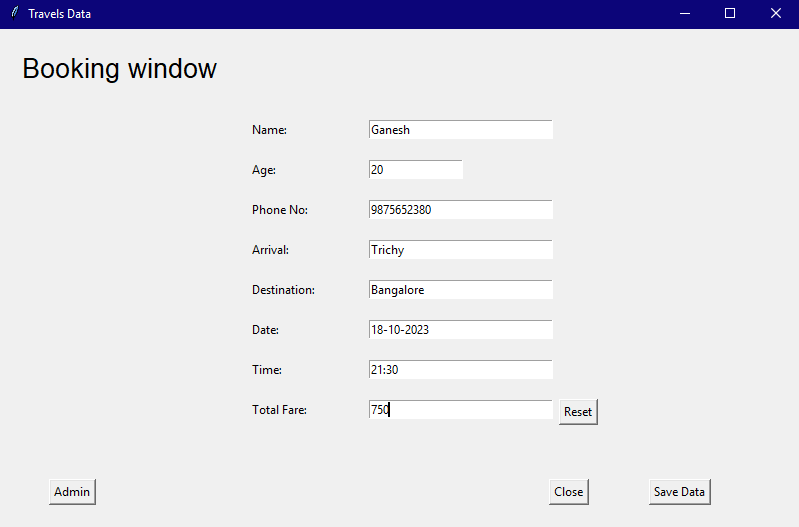 Travels Data
Booking window
Name: Ganesh
Age: 20
Phone No: 9875652380
Arrival: Trichy
Destination: Bangalore
Date: 18-10-2023
Time: 21:30
Total Fare: 750 Reset
Admin Close Save Data